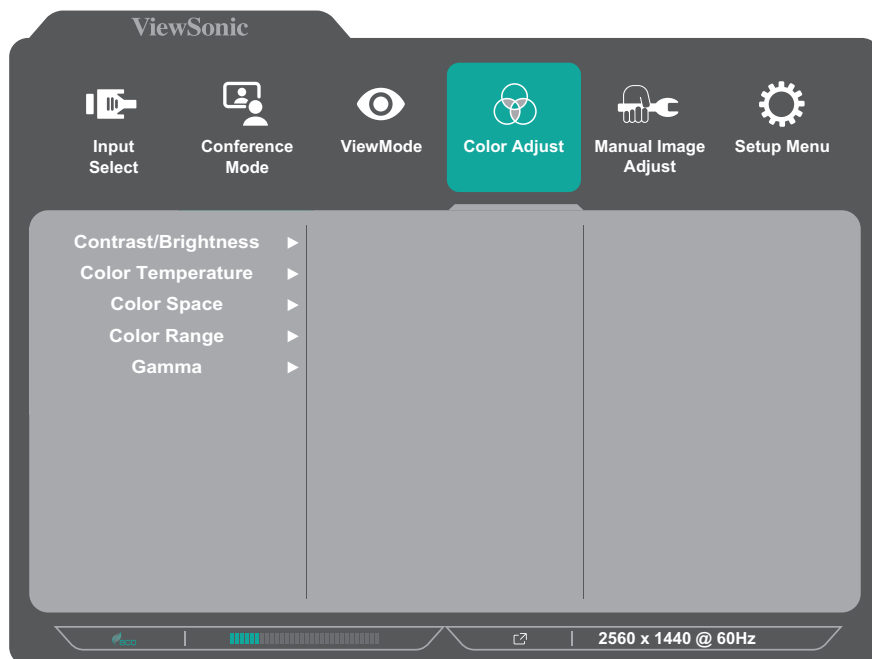 ViewSonic
Input
Select
Conference
Mode
ViewMode
Color Adjust
Manual Image
Adjust
Setup Menu
Contrast/Brightness
Color Temperature
Color Space
Color Range
Gamma
eco
2560 x 1440 @ 60Hz